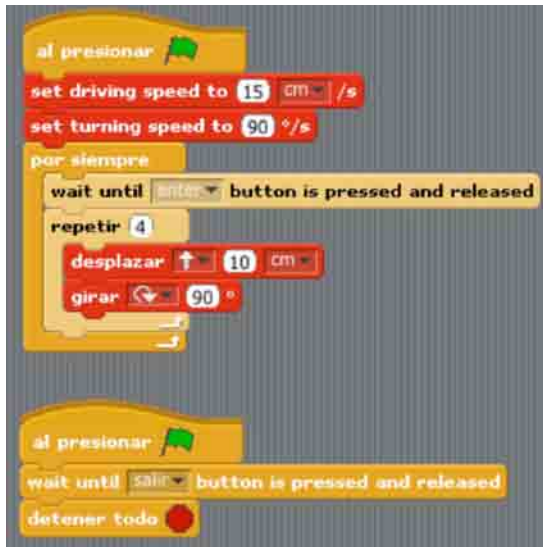 al presionar
set driving speed to 15 cm /s
set turning speed to 90 °/s
por siempre
wait until enter button is pressed and released
repetir 4
desplazar 10 cm
girar 90 °
al presionar
wait until salir button is pressed and released
detener todo